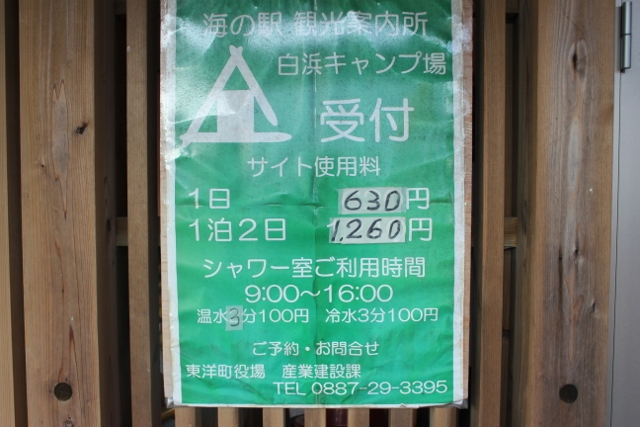 海の駅 観光案内所
白浜キャンプ場
受付
サイト使用料
1日 630円
1泊2日 1,260円
シャワー室ご利用時間
9:00〜16:00
温水3分100円 冷水3分100円
ご予約・お問合せ
東洋町役場 産業建設課
TEL 0887-29-3395